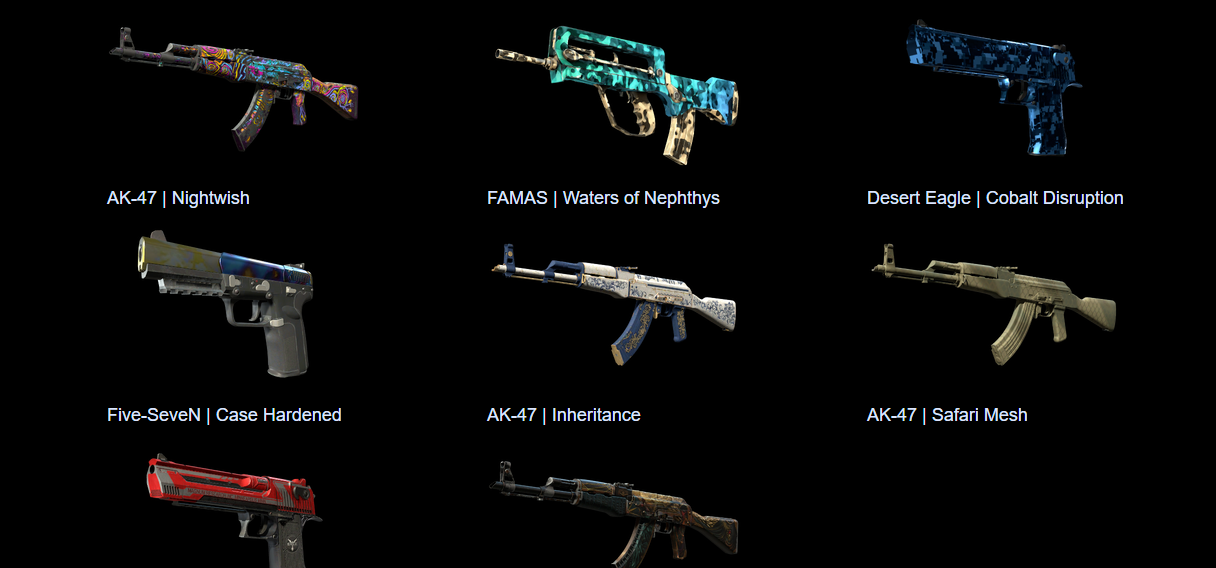 AK-47 | Nightwish
FAMAS | Waters of Nephthys
Desert Eagle | Cobalt Disruption
Five-SeveN | Case Hardened
AK-47 | Inheritance
AK-47 | Safari Mesh